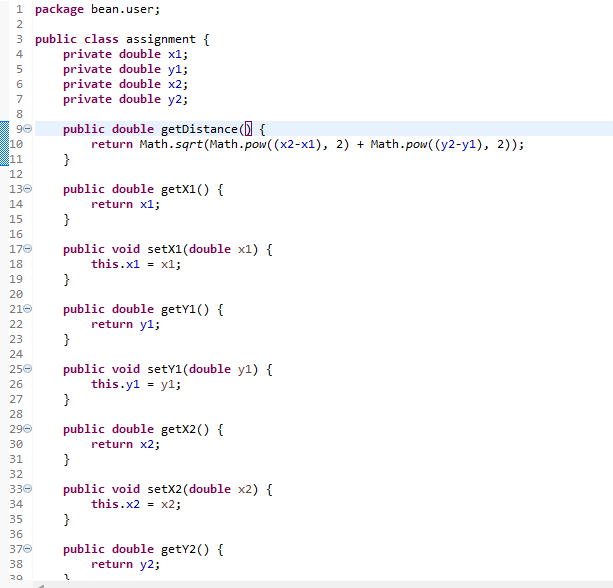 1 package bean.user;
2
3 public class assignment {
4 private double x1;
5 private double y1;
6 private double x2;
7 private double y2;
8
9 public double getDistance() {
10 return Math.sqrt(Math.pow((x2-x1), 2) + Math.pow((y2-y1), 2));
11 }
12
13 public double getX1() {
14 return x1;
15 }
16
17 public void setX1(double x1) {
18 this.x1 = x1;
19 }
20
21 public double getY1() {
22 return y1;
23 }
24
25 public void setY1(double y1) {
26 this.y1 = y1;
27 }
28
29 public double getX2() {
30 return x2;
31 }
32
33 public void setX2(double x2) {
34 this.x2 = x2;
35 }
36
37 public double getY2() {
38 return y2;
39 }